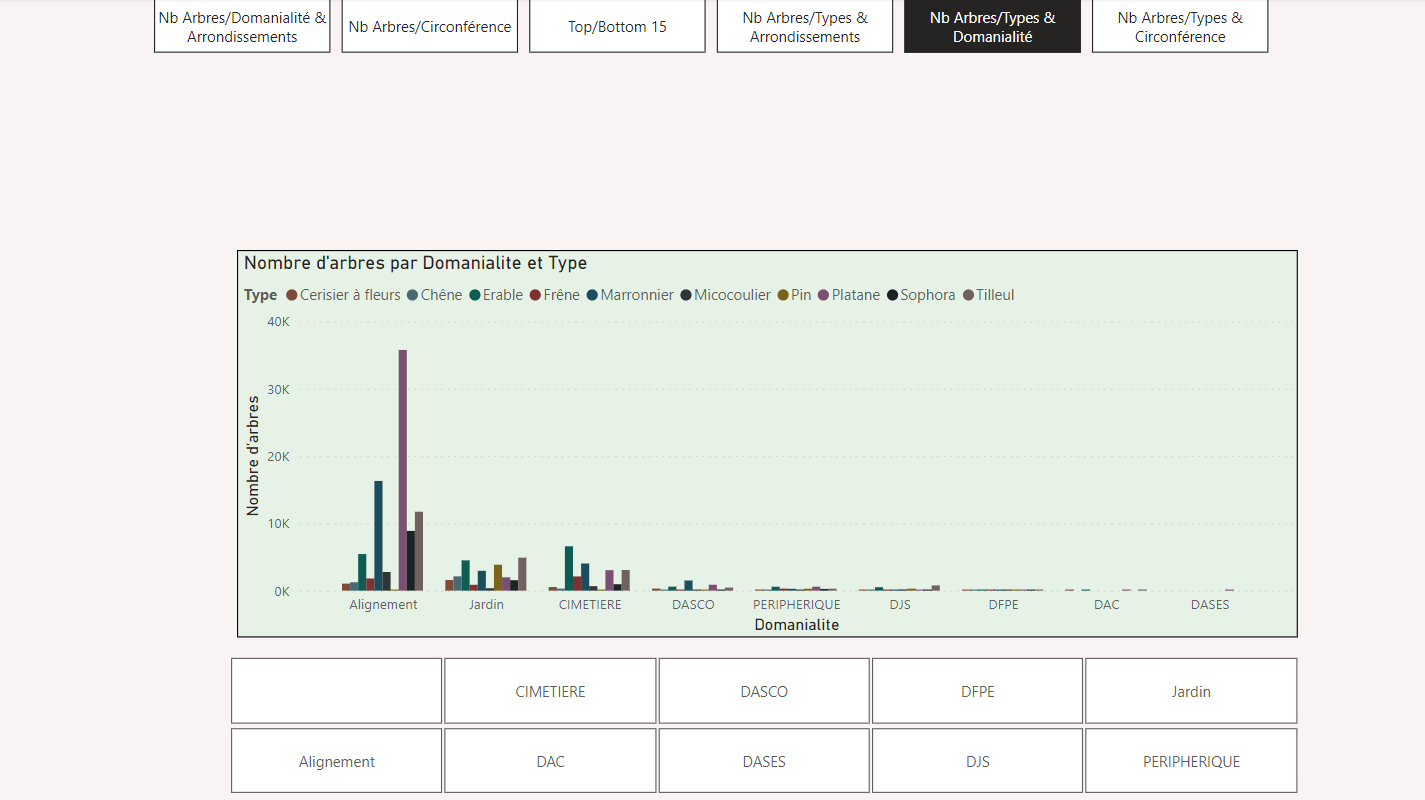 Nb Arbres/Domanialité &
Arrondissements
Nb Arbres/Circonférence
Top/Bottom 15
Nb Arbres/Types &
Arrondissements
Nb Arbres/Types &
Domanialité
Nb Arbres/Types &
Circonférence
Nombre d'arbres par Domanialite et Type
Type Cerisier à fleurs Chêne Erable Frêne Marronnier Micocoulier Pin Platane Sophora Tilleul
40K
30K
20K
10K
0K
Nombre d'arbres
Alignement Jardin CIMETIERE DASCO PERIPHERIQUE DJS DFPE DAC DASES
Domanialite
CIMETIERE DASCO DFPE Jardin
Alignement DAC DASES DJS PERIPHERIQUE